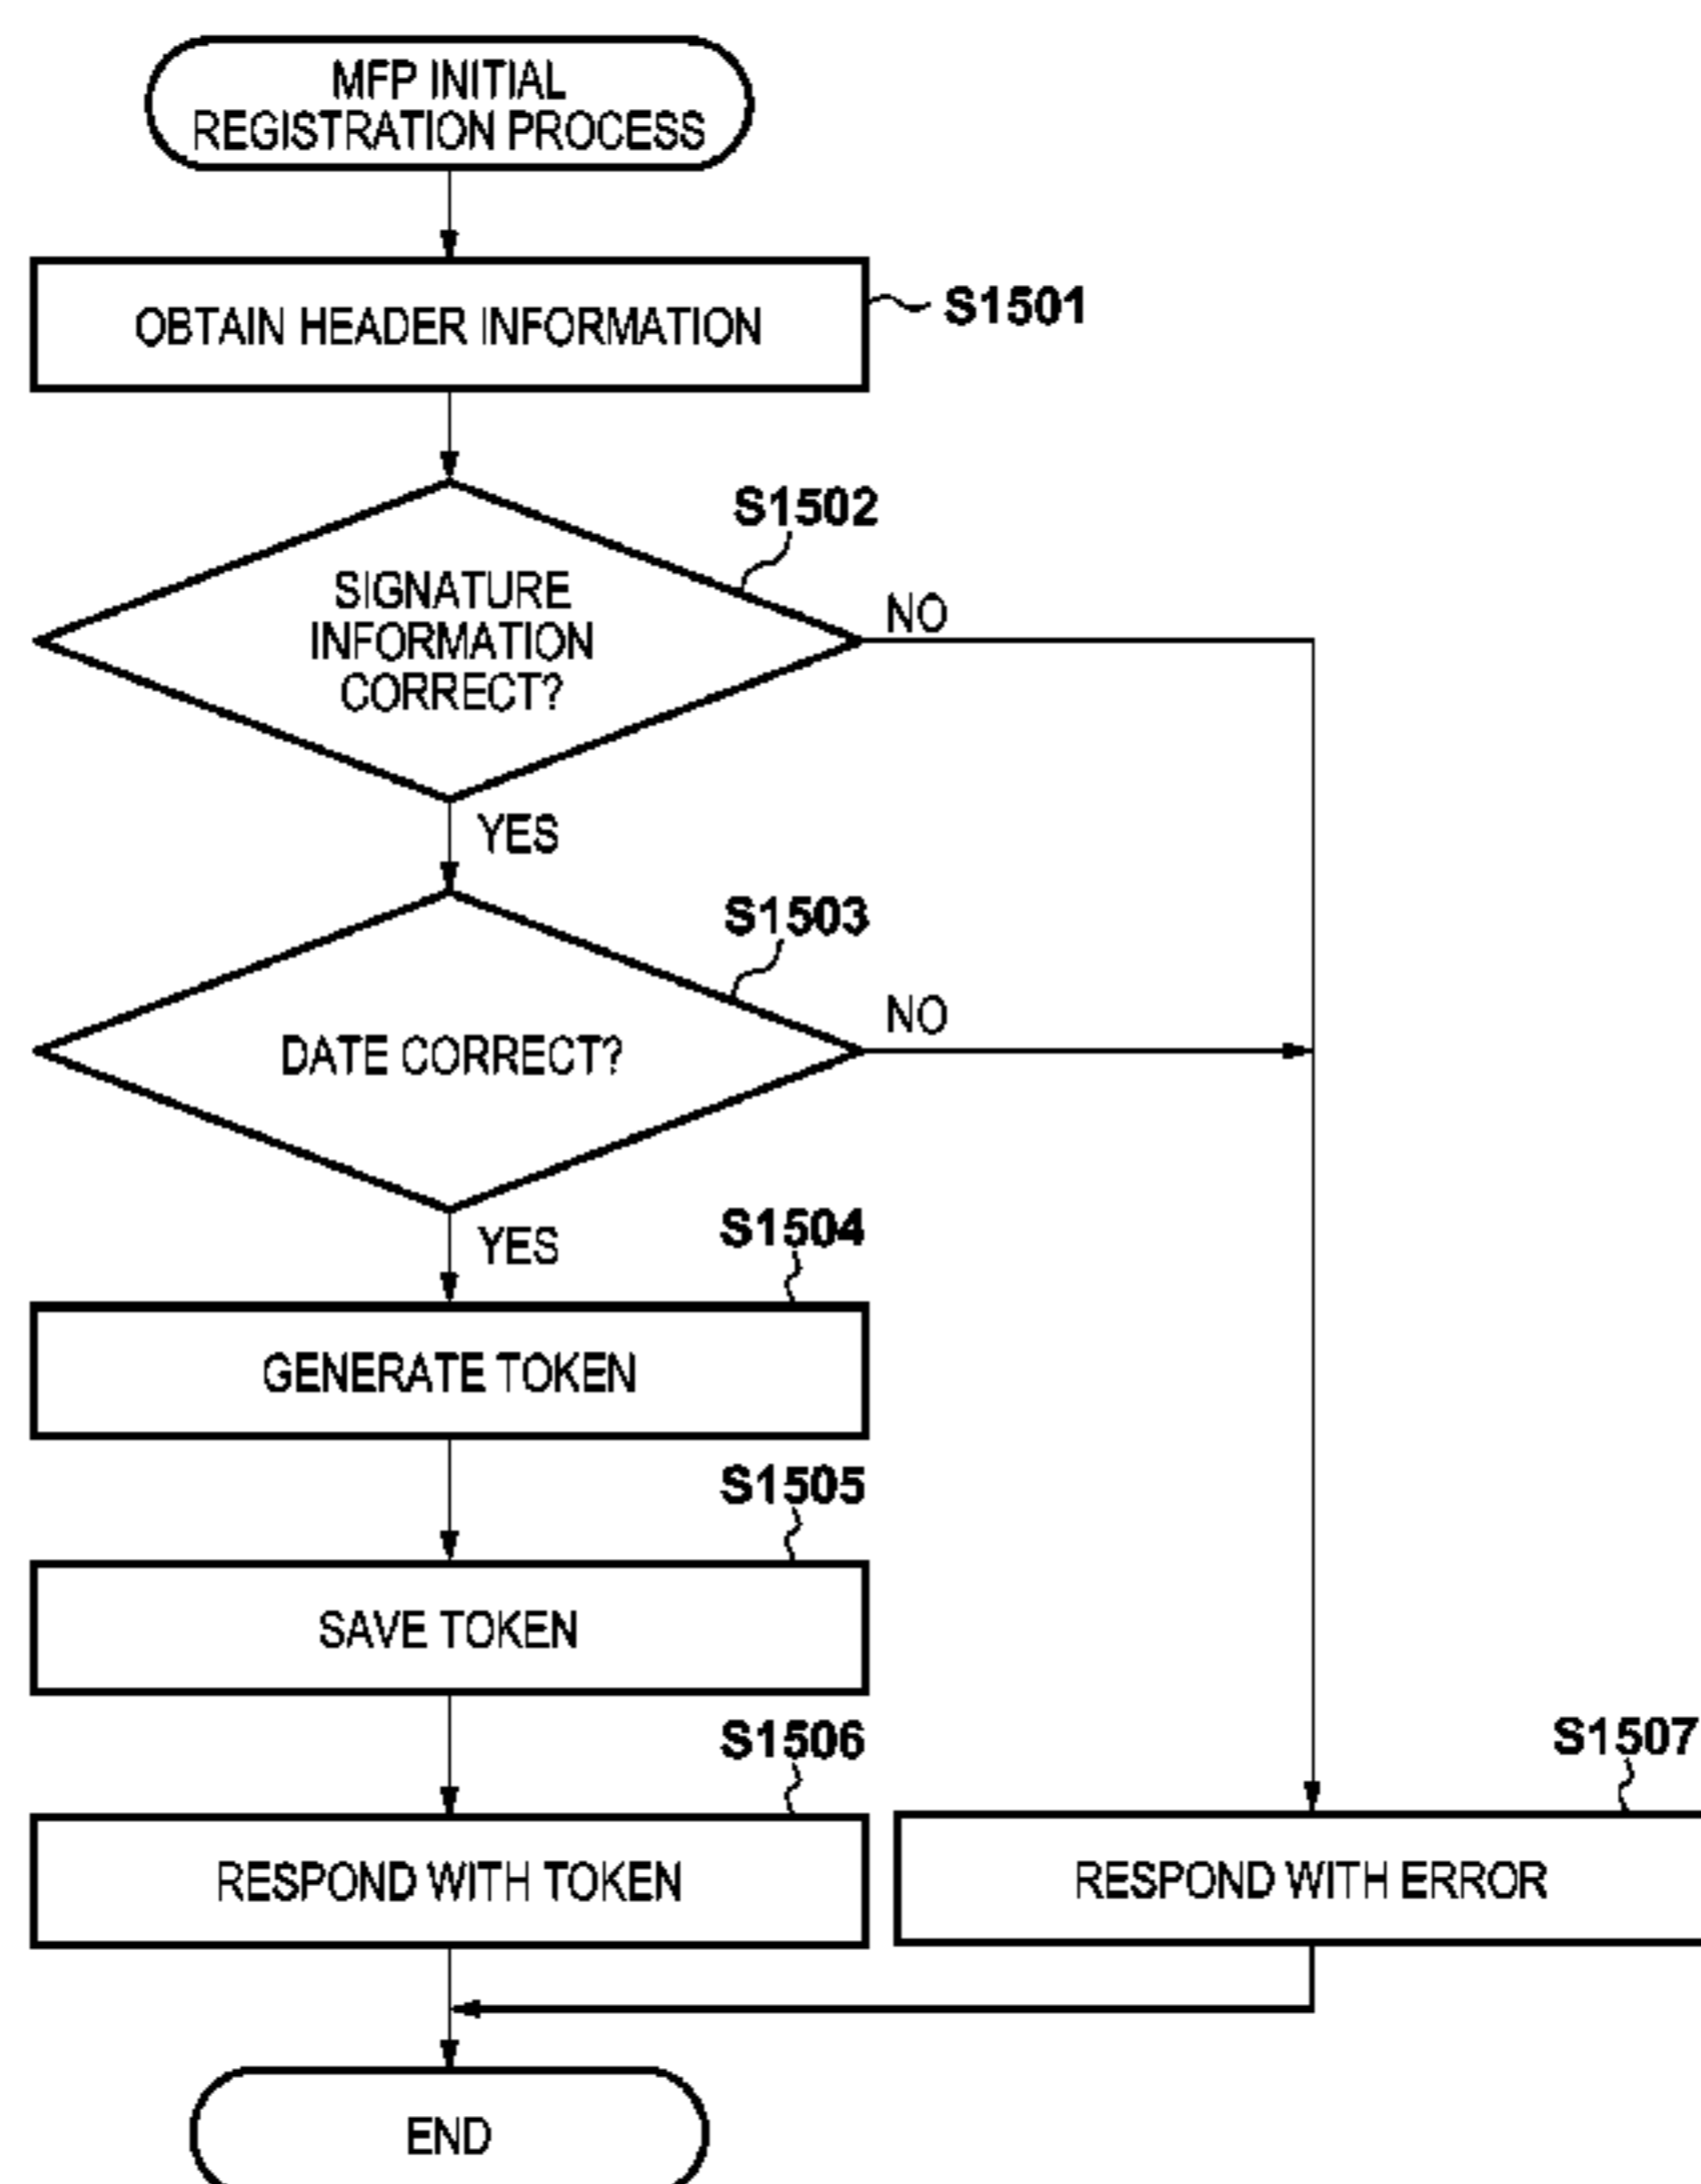 MFP INITIAL
REGISTRATION PROCESS
OBTAIN HEADER INFORMATION
S1501
S1502
SIGNATURE
INFORMATION
CORRECT?
NO
YES
S1503
DATE CORRECT?
NO
YES
S1504
GENERATE TOKEN
S1505
SAVE TOKEN
S1506
RESPOND WITH TOKEN
S1507
RESPOND WITH ERROR
END